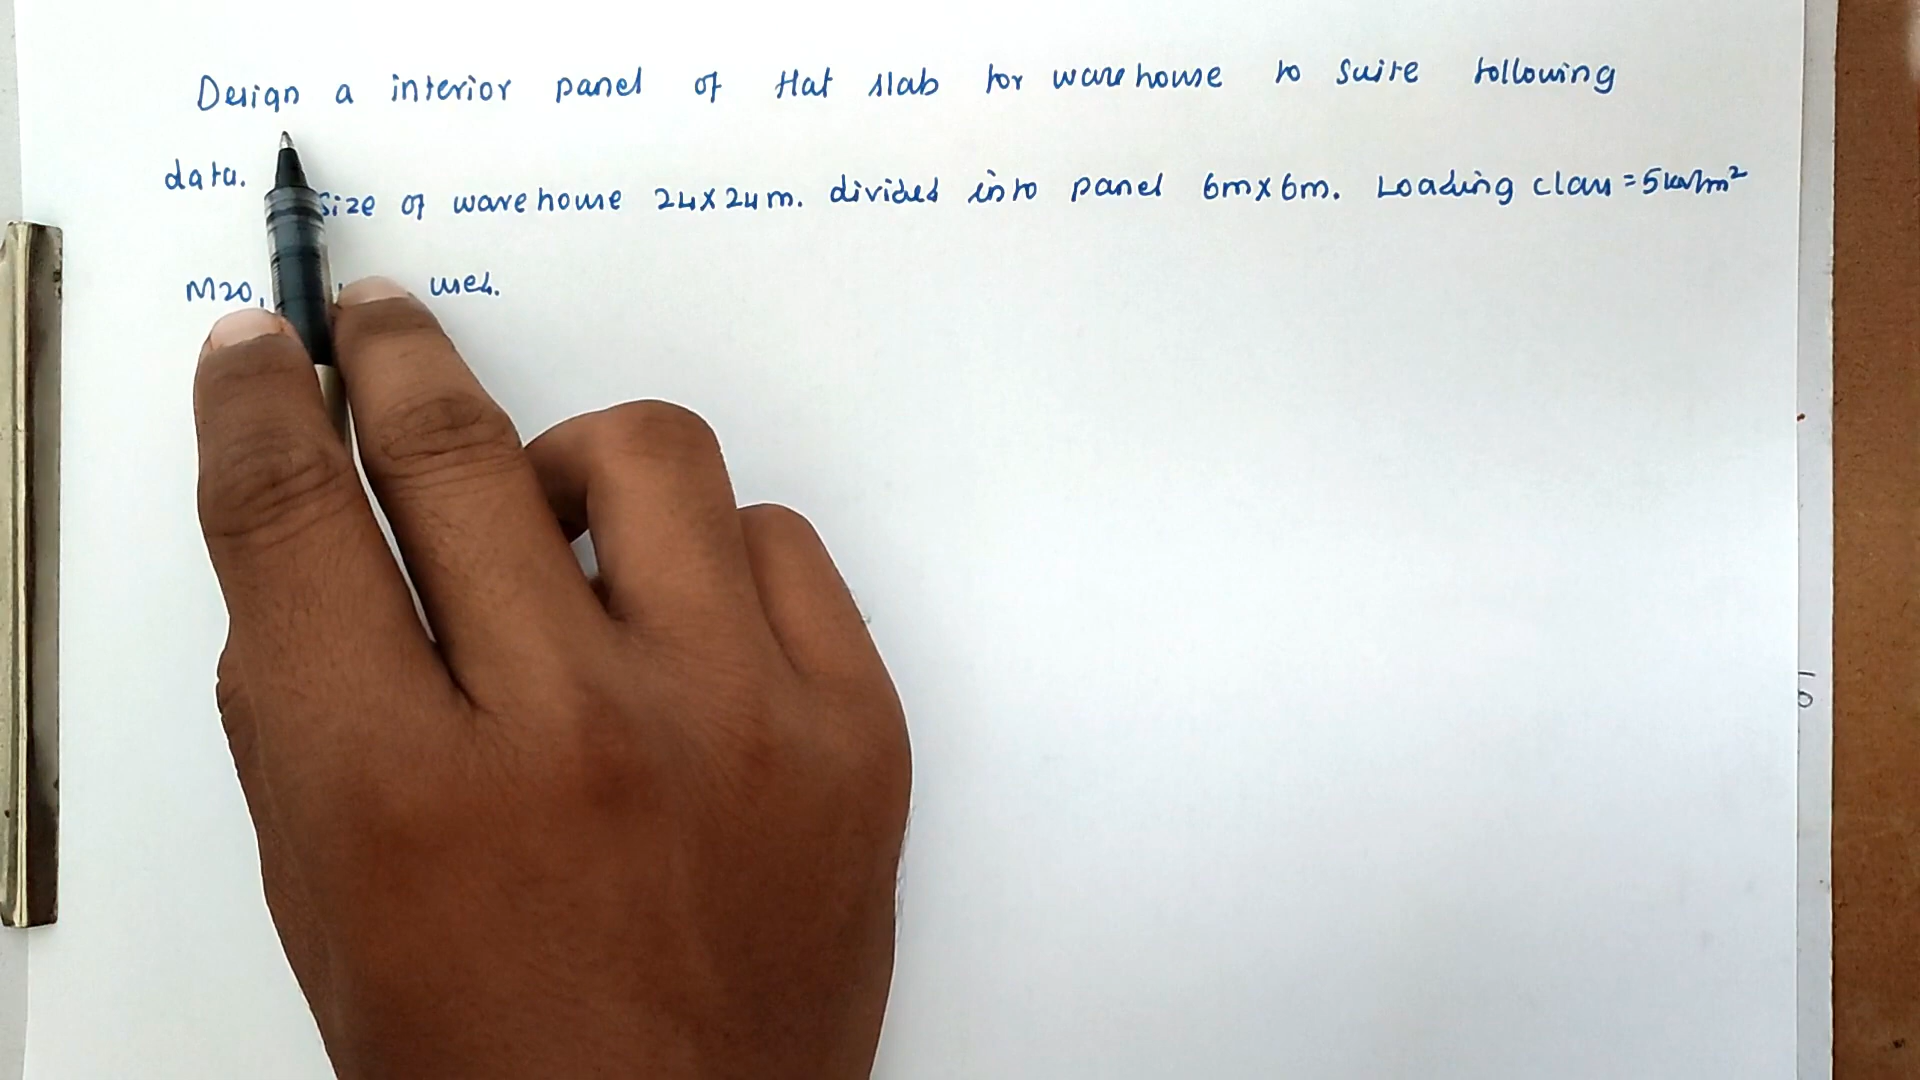 Design a interior panel of flat slab for warehouse to suite following
data.
Size of warehouse 24x24m. divided into panel 6mx6m. Loading class = 5kN/m²
M20, used.